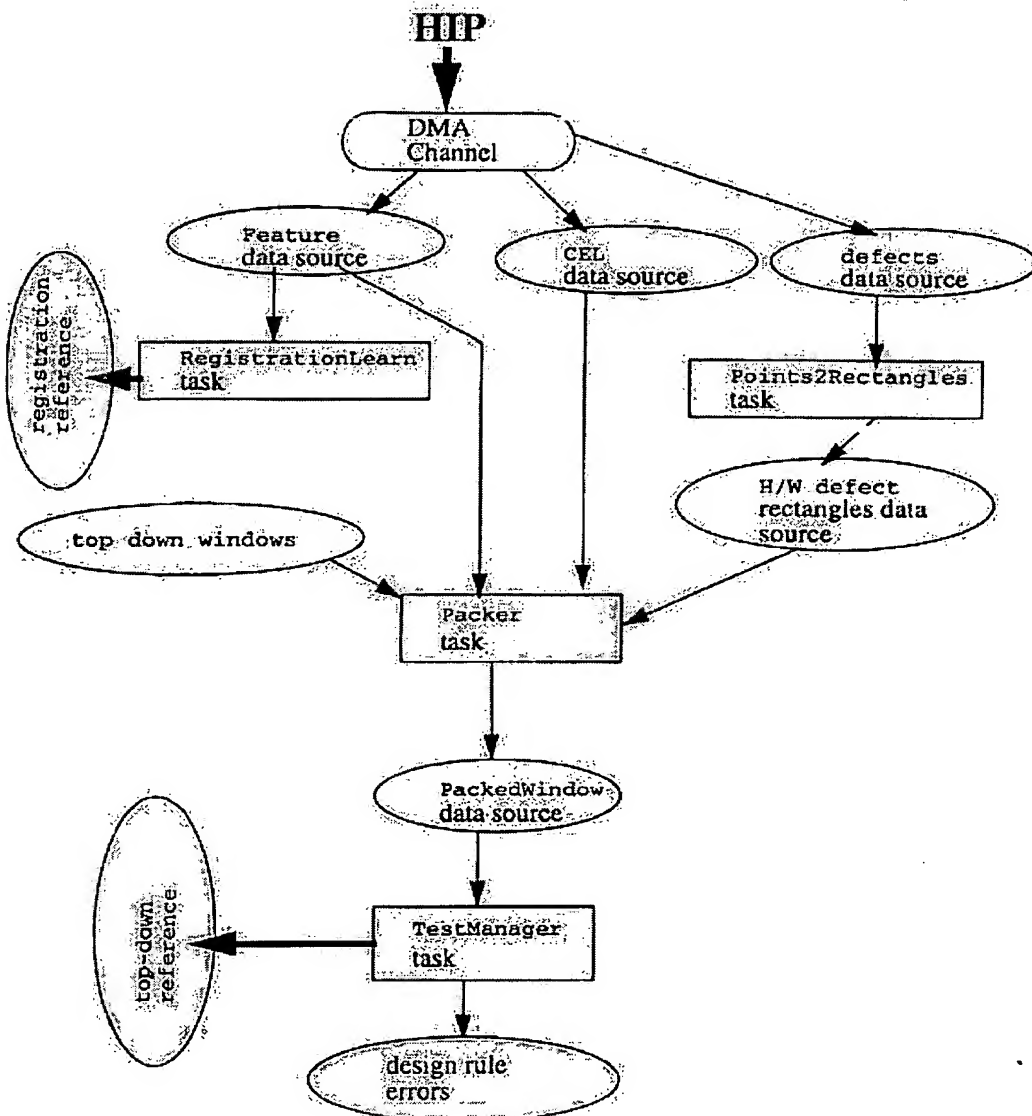 HIP
DMA
Channel
Feature
data source
CEL
data source
defects
data source
registration
reference
RegistrationLearn
task
Points2Rectangles
task
H/W defect
rectangles data
source
top down windows
Packer
task
PackedWindow
data source
top-down
reference
TestManager
task
design rule
errors